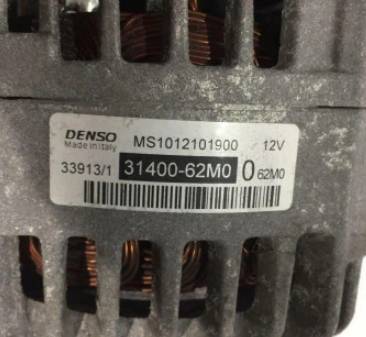 DENSO MS1012101900 12V
Made in Italy
33913/1 31400-62M0 0 62M0